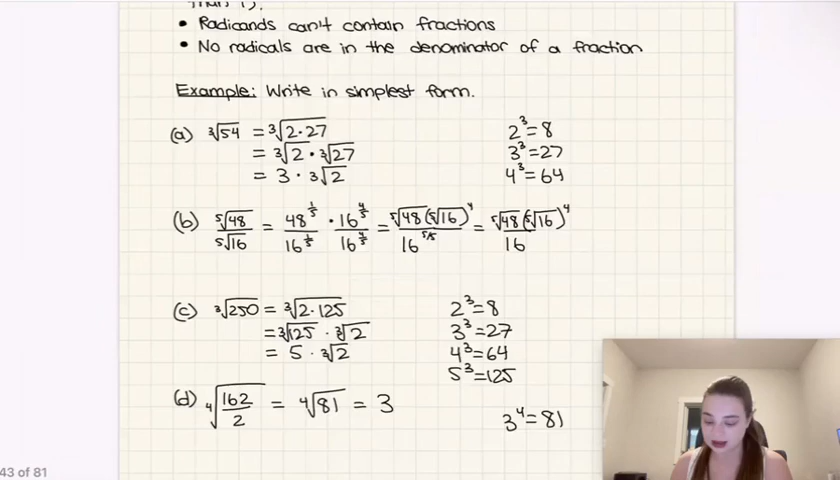 • Radicands can't contain fractions
• No radicals are in the denominator of a fraction
Example: Write in simplest form.
(a) ∛54 = ∛(2·27)
= ∛2 · ∛27
= 3 · ∛2
2³=8
3³=27
4³=64
(b) ⁵√48 / ⁵√16 = 48^(1/5) / 16^(1/5) · 16^(4/5) / 16^(4/5) = ⁵√48 (⁵√16)⁴ / 16^(5/5) = ⁵√48 (⁵√16)⁴ / 16
(c) ∛250 = ∛(2·125)
= ∛125 · ∛2
= 5 · ∛2
2³=8
3³=27
4³=64
5³=125
(d) ⁴√(162/2) = ⁴√81 = 3
3⁴=81
43 of 81